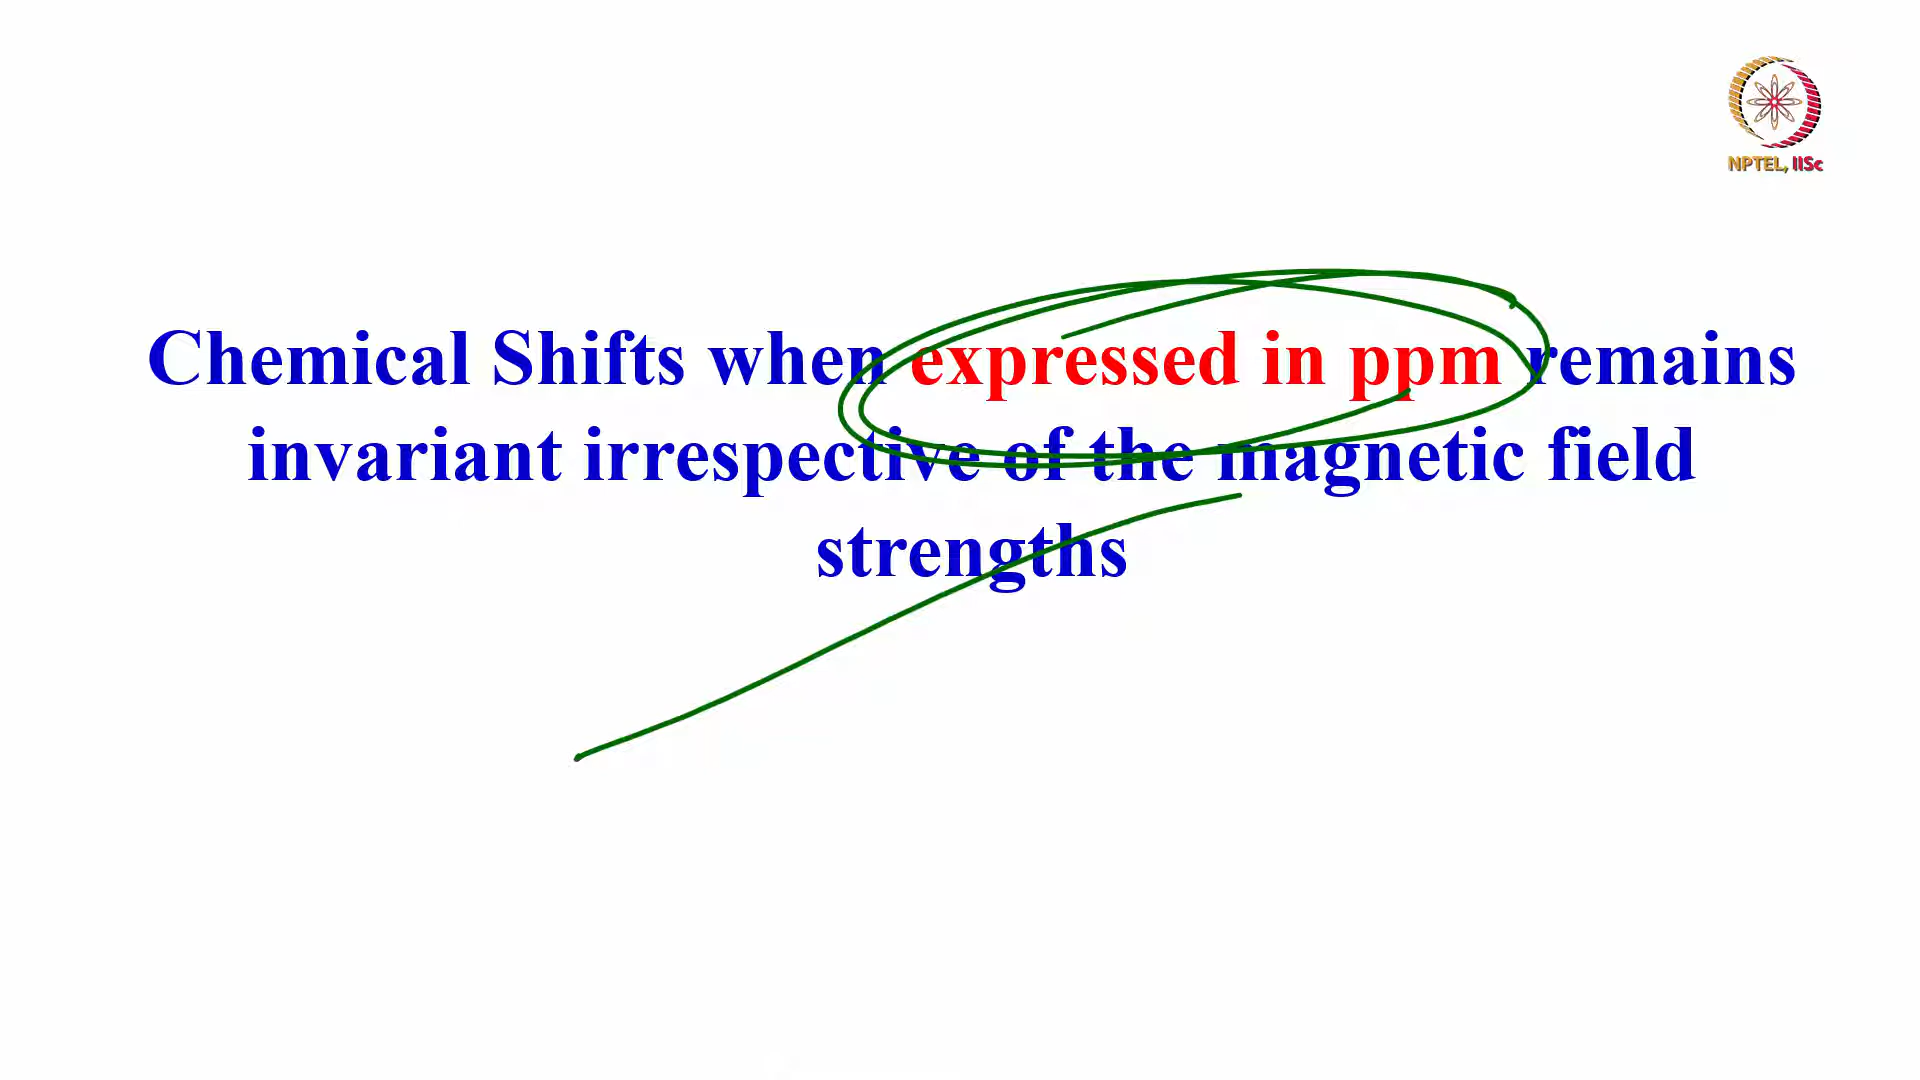 NPTEL, IISc
Chemical Shifts when expressed in ppm remains
invariant irrespective of the magnetic field
strengths